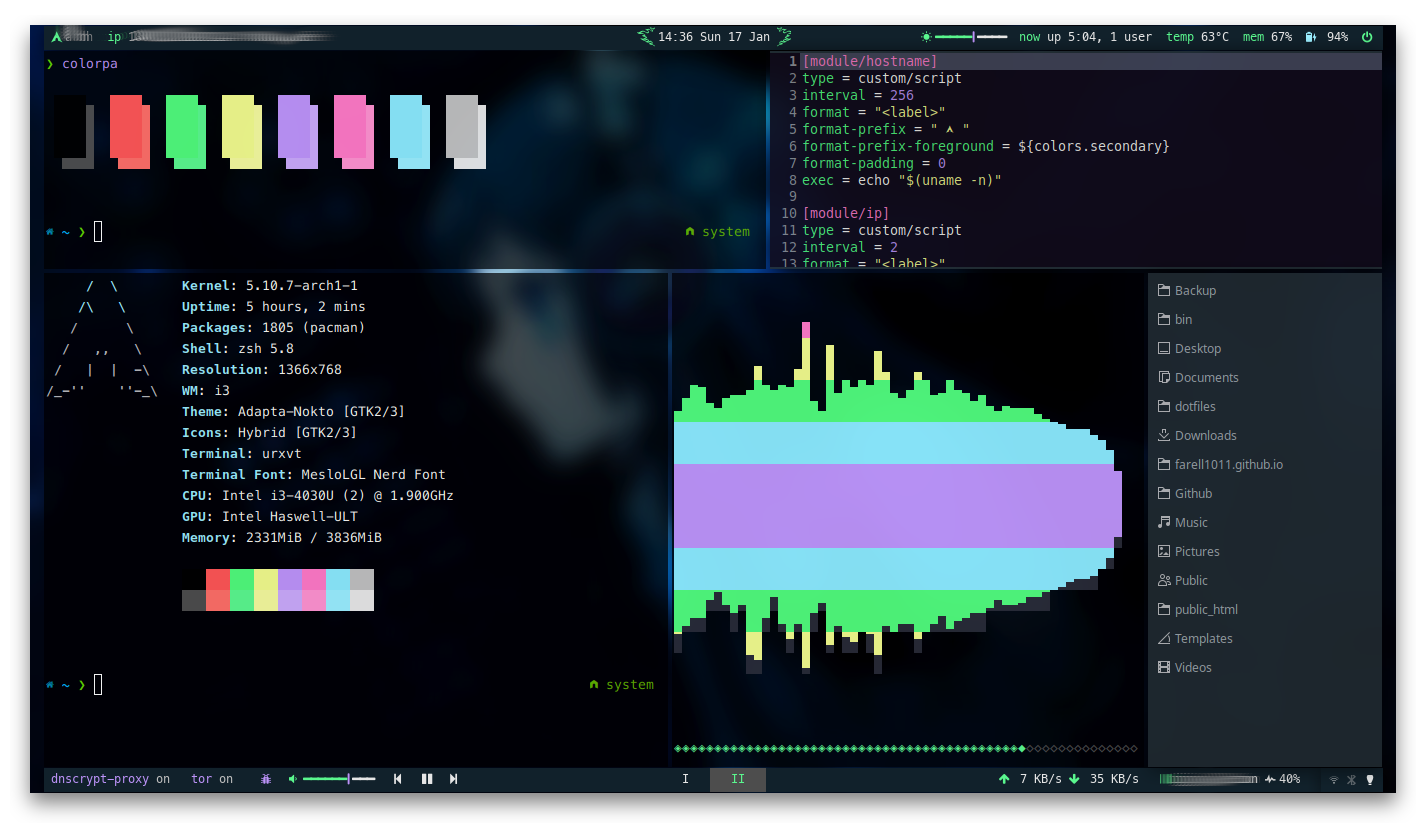 ip
14:36 Sun 17 Jan
now up 5:04, 1 user temp 63°C mem 67% 94%
❯ colorpa
~ ❯
system
1 [module/hostname]
2 type = custom/script
3 interval = 256
4 format = "<label>"
5 format-prefix = " "
6 format-prefix-foreground = ${colors.secondary}
7 format-padding = 0
8 exec = echo "$(uname -n)"
9
10 [module/ip]
11 type = custom/script
12 interval = 2
13 format = "<label>"
/ \
/\ \
/ \
/ ,, \
/ | | -\
/_-'' ''-_\
Kernel: 5.10.7-arch1-1
Uptime: 5 hours, 2 mins
Packages: 1805 (pacman)
Shell: zsh 5.8
Resolution: 1366x768
WM: i3
Theme: Adapta-Nokto [GTK2/3]
Icons: Hybrid [GTK2/3]
Terminal: urxvt
Terminal Font: MesloLGL Nerd Font
CPU: Intel i3-4030U (2) @ 1.900GHz
GPU: Intel Haswell-ULT
Memory: 2331MiB / 3836MiB
~ ❯
system
Backup
bin
Desktop
Documents
dotfiles
Downloads
farell1011.github.io
Github
Music
Pictures
Public
public_html
Templates
Videos
dnscrypt-proxy on tor on
I II
7 KB/s 35 KB/s
40%